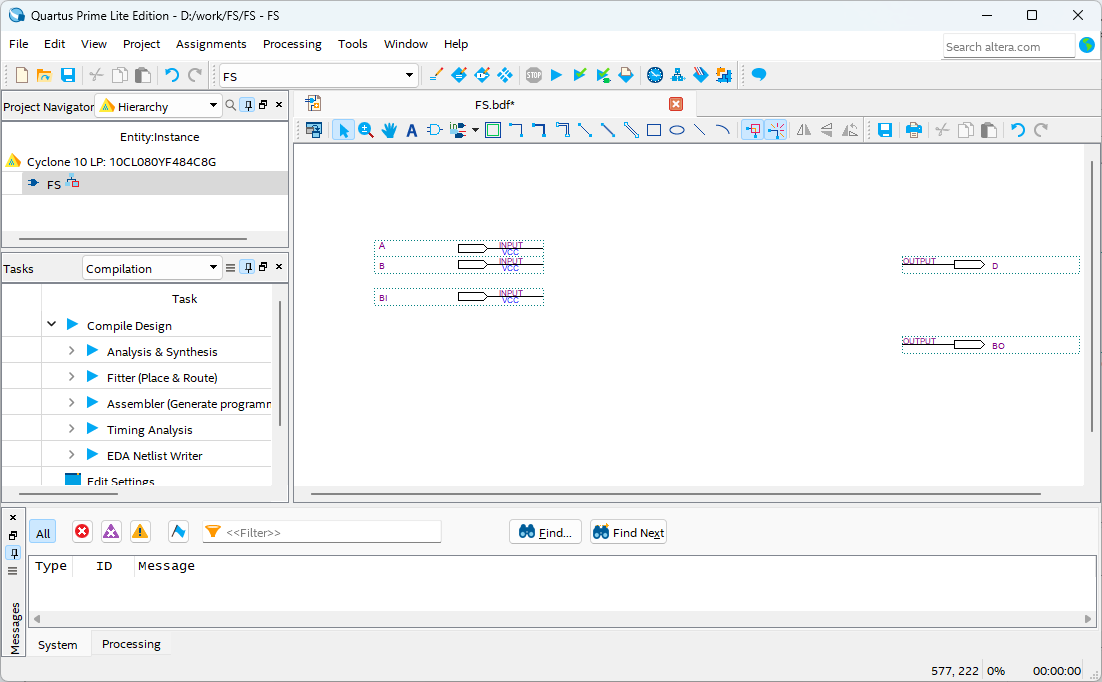 Quartus Prime Lite Edition - D:/work/FS/FS - FS
File Edit View Project Assignments Processing Tools Window Help
Search altera.com
FS
STOP
Project Navigator Hierarchy
FS.bdf*
Entity:Instance
Cyclone 10 LP: 10CL080YF484C8G
FS
A INPUT
VCC
B INPUT
VCC
BI INPUT
VCC
OUTPUT D
OUTPUT BO
Tasks Compilation
Task
Compile Design
Analysis & Synthesis
Fitter (Place & Route)
Assembler (Generate programm
Timing Analysis
EDA Netlist Writer
Edit Settings
All <<Filter>> Find... Find Next
Type ID Message
Messages
System Processing
577, 222 0% 00:00:00